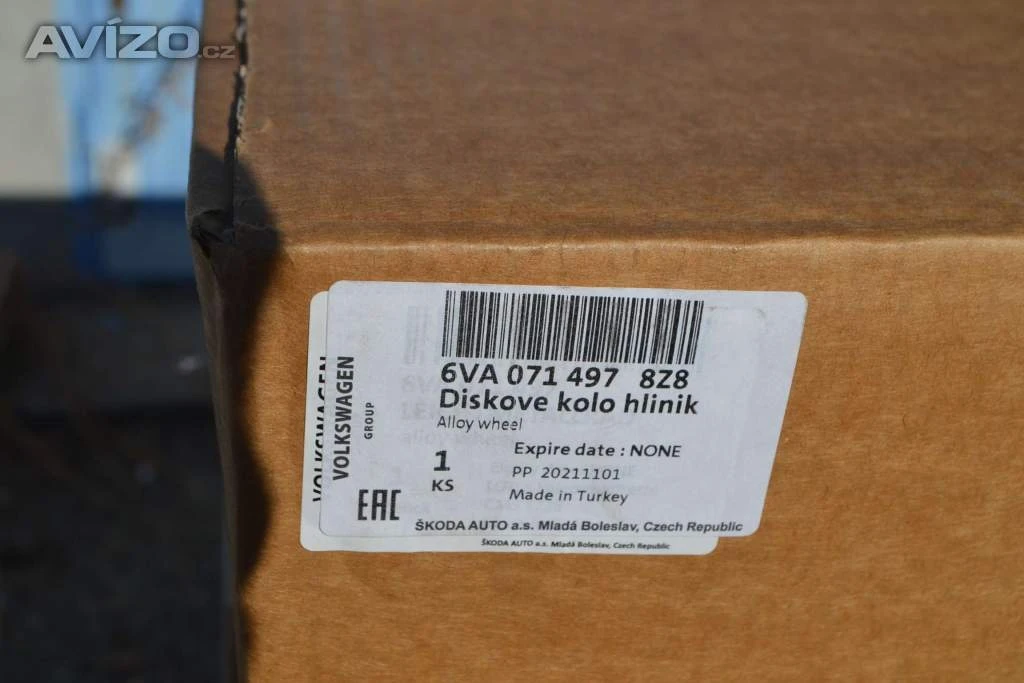 AVÍZO.cz
6VA 071 497 8Z8
Diskove kolo hlinik
Alloy wheel
VOLKSWAGEN
GROUP
VOLKSWAGEN
1
KS
Expire date : NONE
PP 20211101
Made in Turkey
EAC
ŠKODA AUTO a.s. Mladá Boleslav, Czech Republic
ŠKODA AUTO a.s. Mladá Boleslav, Czech Republic